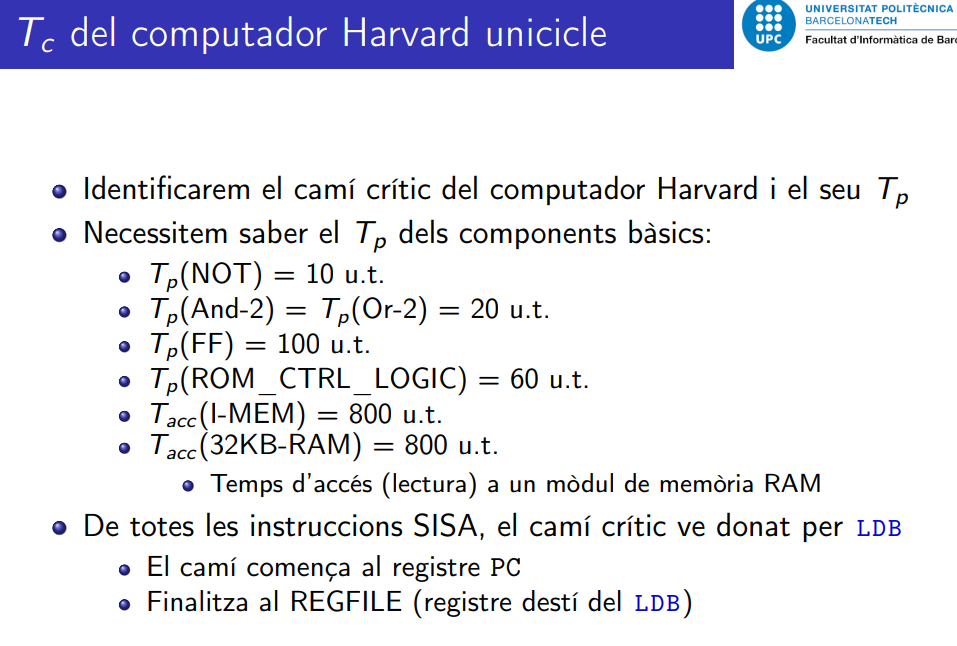 Tc del computador Harvard unicicle
UNIVERSITAT POLITÈCNICA
BARCELONATECH
UPC
Facultat d'Informàtica de Barc
Identificarem el camí crític del computador Harvard i el seu Tp
Necessitem saber el Tp dels components bàsics:
Tp(NOT) = 10 u.t.
Tp(And-2) = Tp(Or-2) = 20 u.t.
Tp(FF) = 100 u.t.
Tp(ROM_CTRL_LOGIC) = 60 u.t.
Tacc(I-MEM) = 800 u.t.
Tacc(32KB-RAM) = 800 u.t.
Temps d'accés (lectura) a un mòdul de memòria RAM
De totes les instruccions SISA, el camí crític ve donat per LDB
El camí comença al registre PC
Finalitza al REGFILE (registre destí del LDB)